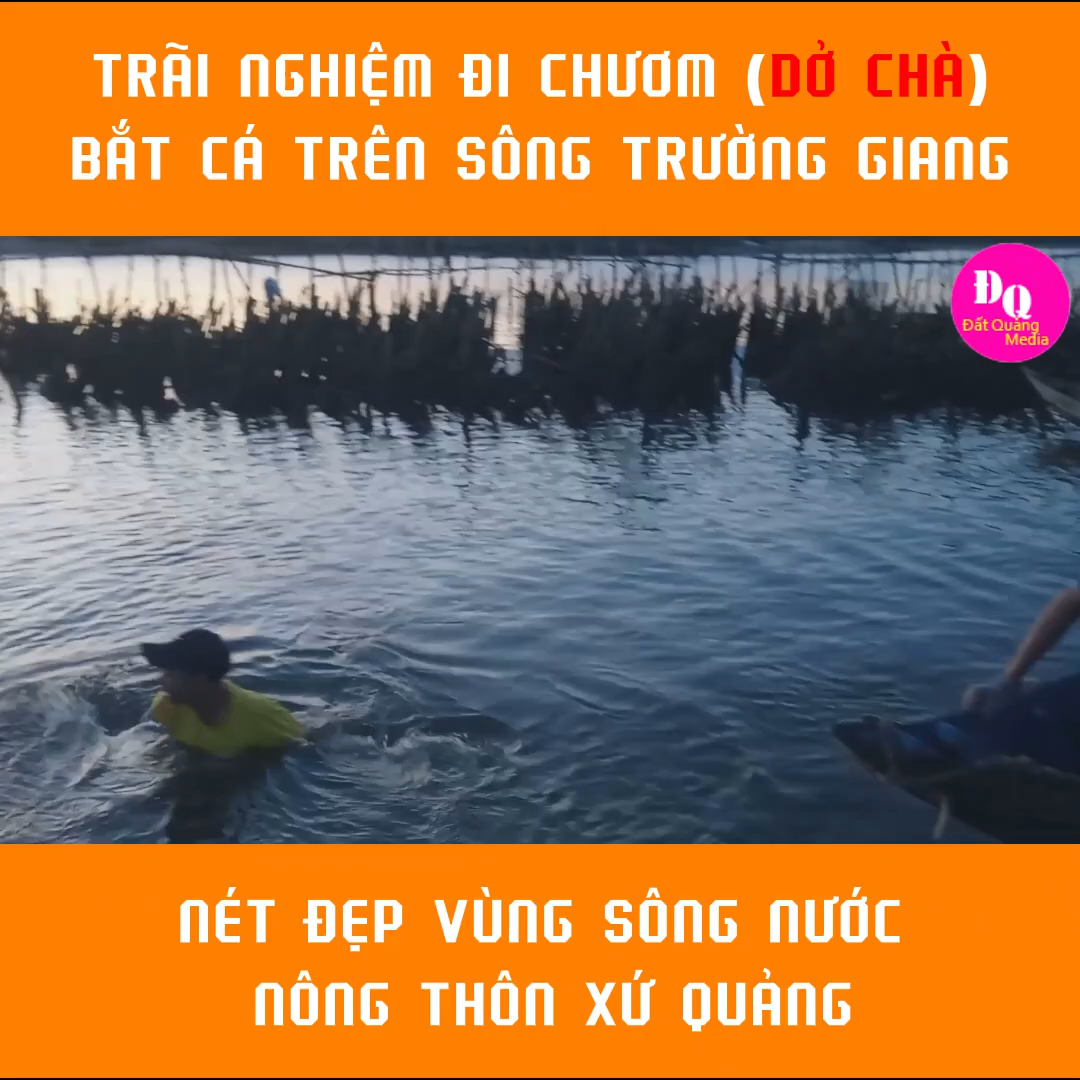 TRÃI NGHIỆM ĐI CHƯƠM (DỞ CHÀ)
BẮT CÁ TRÊN SÔNG TRƯỜNG GIANG
ĐQ
Đất Quảng
Media
NÉT ĐẸP VÙNG SÔNG NƯỚC
NÔNG THÔN XỨ QUẢNG